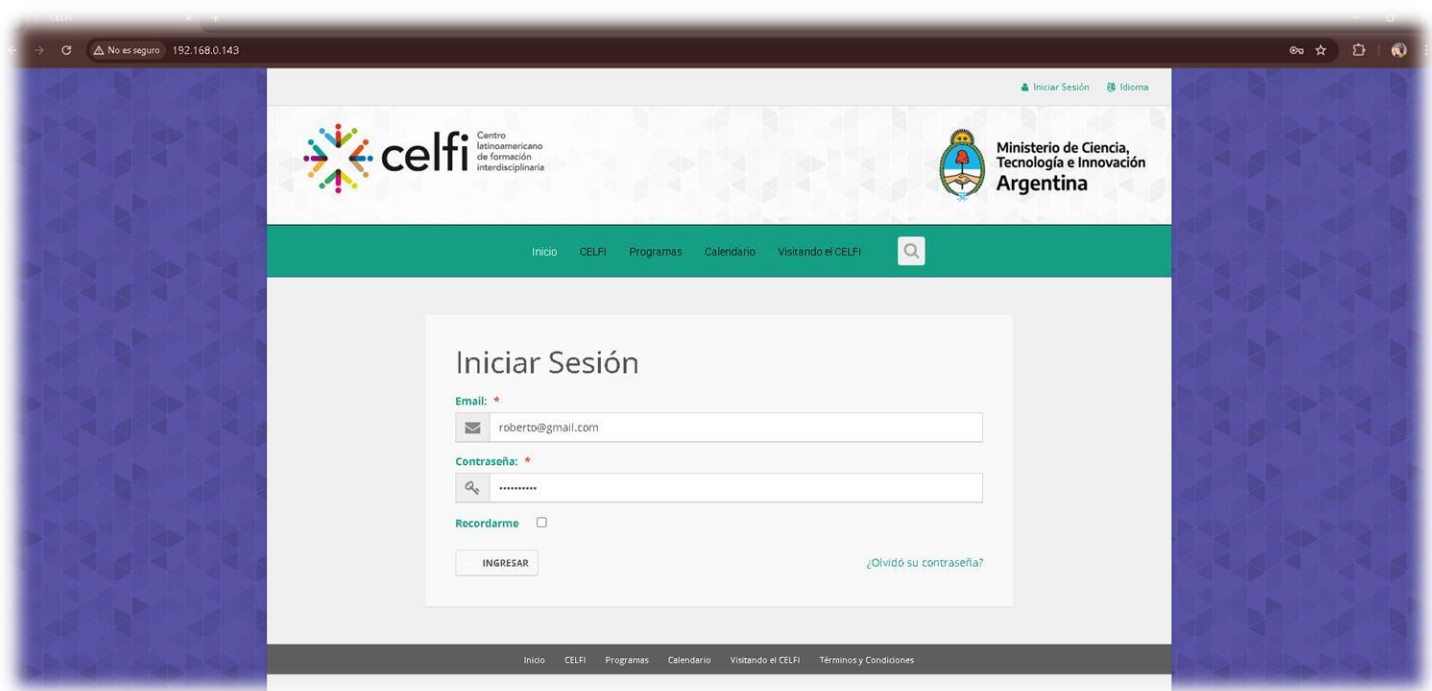 CELFI
No es seguro 192.168.0.143
Iniciar Sesión Idioma
celfi Centro
latinoamericano
de formación
interdisciplinaria
Ministerio de Ciencia,
Tecnología e Innovación
Argentina
Inicio CELFI Programas Calendario Visitando el CELFI
Iniciar Sesión
Email: *
roberto@gmail.com
Contraseña: *
••••••••••
Recordarme
INGRESAR ¿Olvidó su contraseña?
Inicio CELFI Programas Calendario Visitando el CELFI Términos y Condiciones